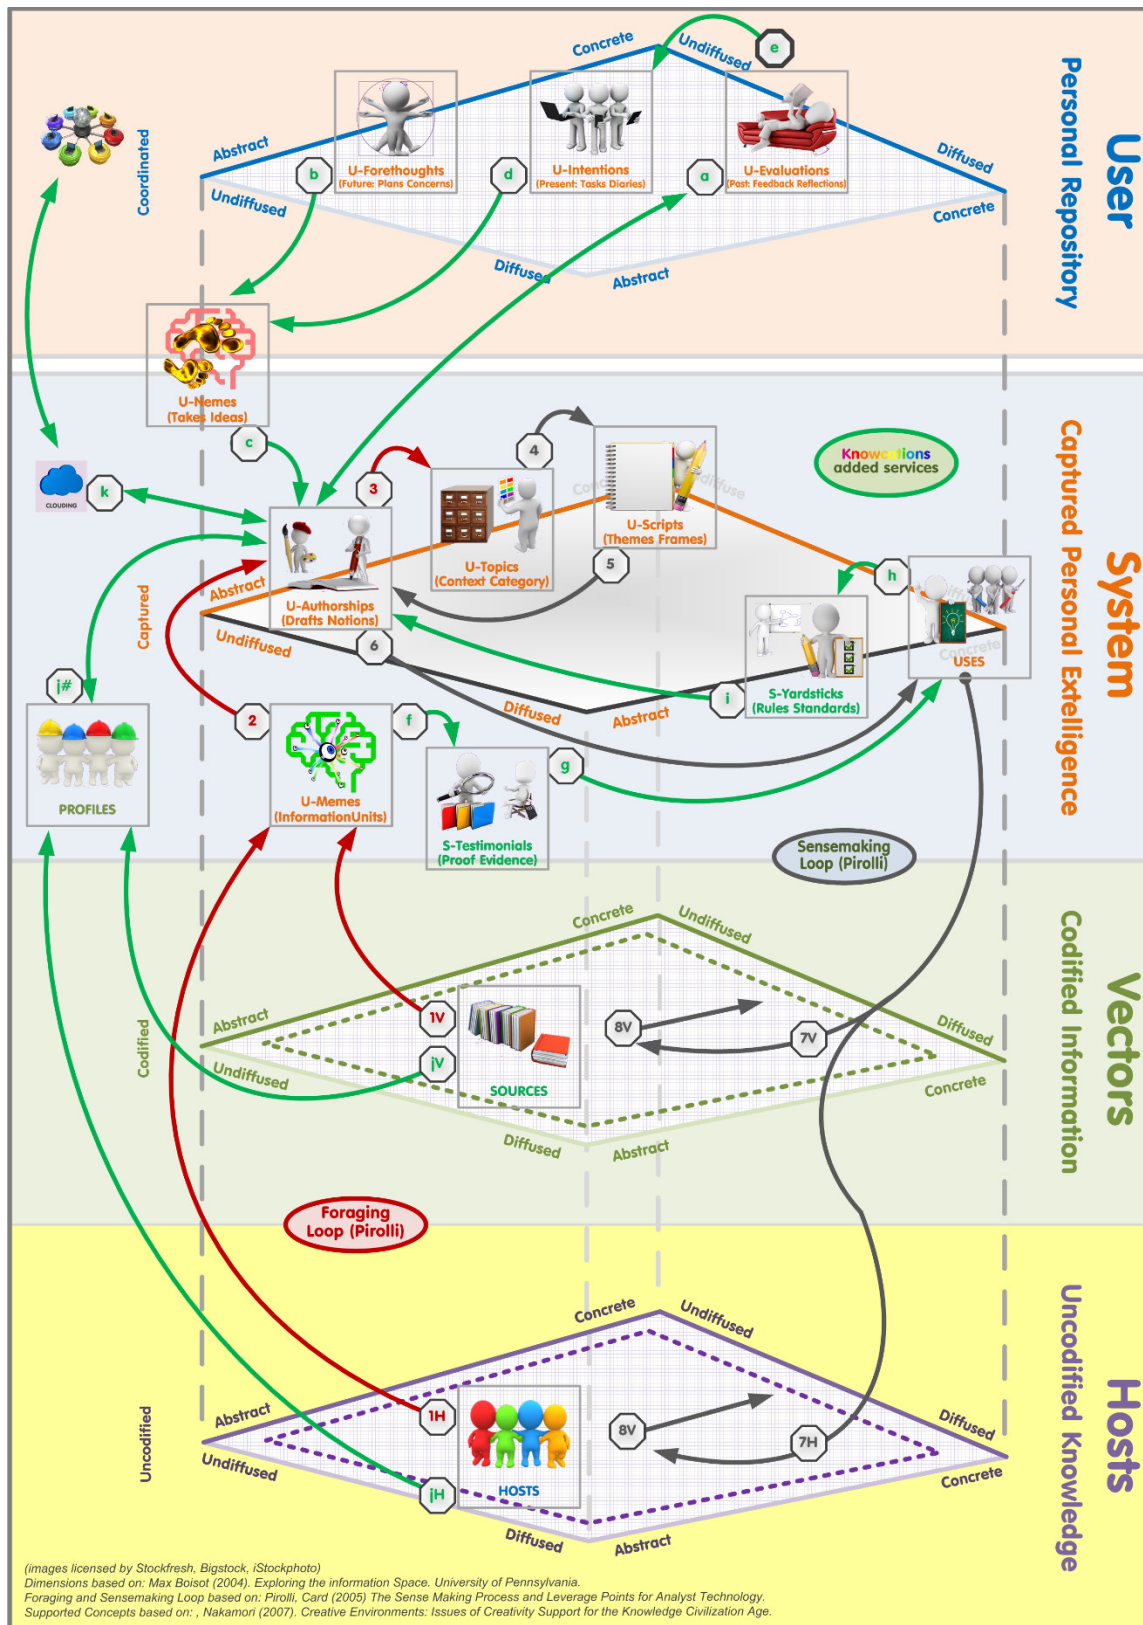 Concrete
Undiffused
e
User
Personal Repository
Coordinated
Abstract
U-Forethoughts
(Future: Plans Concerns)
U-Intentions
(Present: Tasks Diaries)
U-Evaluations
(Past: Feedback Reflections)
Diffused
b
d
a
Undiffused
Concrete
Diffused
Abstract
U-Nemes
(Takes Ideas)
c
3
4
Knowcations
added services
System
Captured Personal Extelligence
k
CLOUDING
U-Scripts
(Themes Frames)
U-Topics
(Context Category)
5
h
Captured
Abstract
U-Authorships
(Drafts Notions)
Undiffused
6
Concrete
USES
S-Yardsticks
(Rules Standards)
i
j#
2
f
Diffused
Abstract
g
PROFILES
U-Memes
(InformationUnits)
S-Testimonials
(Proof Evidence)
Sensemaking
Loop (Pirolli)
Vectors
Codified Information
Codified
Concrete
Undiffused
Abstract
1V
8V
7V
Diffused
Undiffused
jV
SOURCES
Concrete
Diffused
Abstract
Foraging
Loop (Pirolli)
Hosts
Uncodified Knowledge
Uncodified
Concrete
Undiffused
Abstract
1H
8V
7H
Diffused
Undiffused
jH
HOSTS
Concrete
Diffused
Abstract
(images licensed by Stockfresh, Bigstock, iStockphoto)
Dimensions based on: Max Boisot (2004). Exploring the information Space. University of Pennsylvania.
Foraging and Sensemaking Loop based on: Pirolli, Card (2005) The Sense Making Process and Leverage Points for Analyst Technology.
Supported Concepts based on: , Nakamori (2007). Creative Environments: Issues of Creativity Support for the Knowledge Civilization Age.